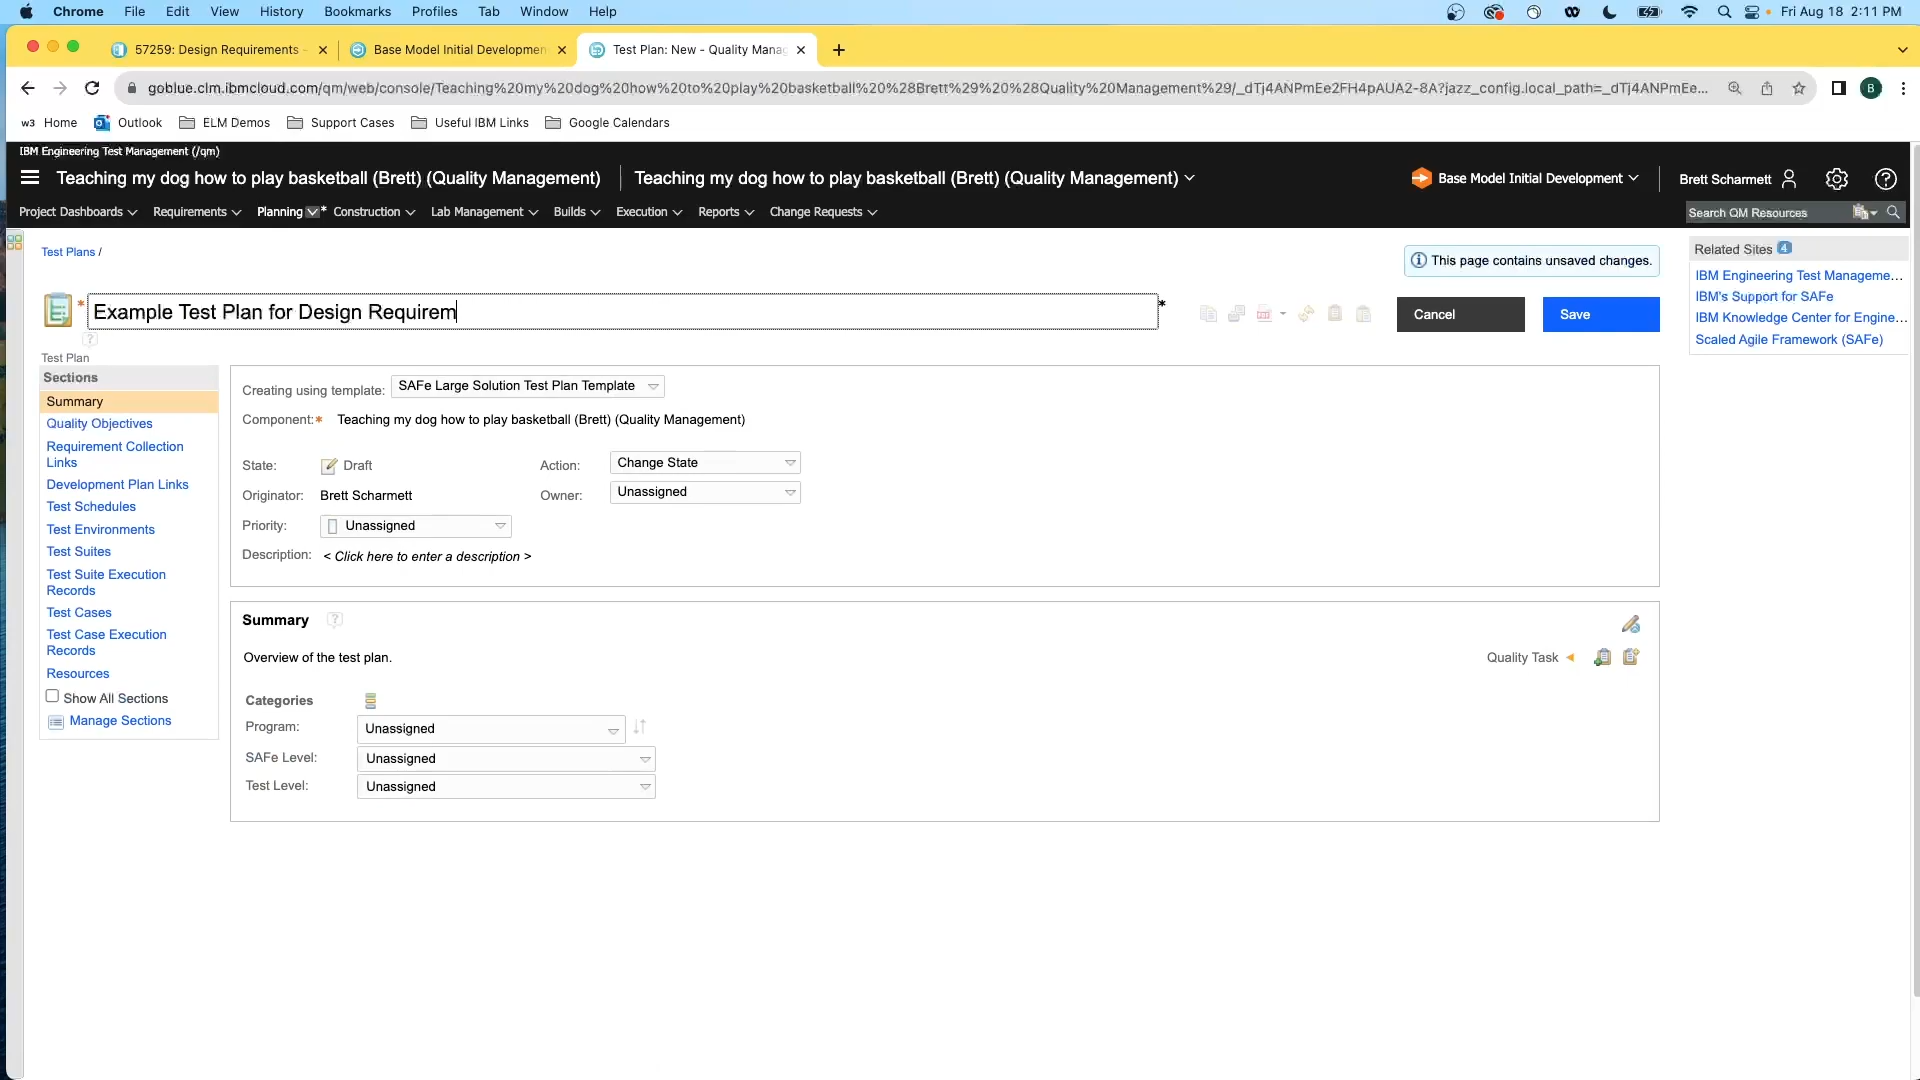 Chrome File Edit View History Bookmarks Profiles Tab Window Help Fri Aug 18 2:11 PM
57259: Design Requirements - Base Model Initial Developmen Test Plan: New - Quality Mana
goblue.clm.ibmcloud.com/qm/web/console/Teaching%20my%20dog%20how%20to%20play%20basketball%20%28Brett%29%20%28Quality%20Management%29/_dTj4ANPmEe2FH4pAUA2-8A?jazz_config.local_path=_dTj4ANPmEe... B
w3 Home Outlook ELM Demos Support Cases Useful IBM Links Google Calendars
IBM Engineering Test Management (/qm)
Teaching my dog how to play basketball (Brett) (Quality Management) Teaching my dog how to play basketball (Brett) (Quality Management) Base Model Initial Development Brett Scharmett
Project Dashboards Requirements Planning * Construction Lab Management Builds Execution Reports Change Requests Search QM Resources
Test Plans /
This page contains unsaved changes.
Related Sites 4
IBM Engineering Test Manageme...
IBM's Support for SAFe
IBM Knowledge Center for Engine...
Scaled Agile Framework (SAFe)
* Example Test Plan for Design Requirem *
Cancel Save
Test Plan
Sections
Summary
Quality Objectives
Requirement Collection
Links
Development Plan Links
Test Schedules
Test Environments
Test Suites
Test Suite Execution
Records
Test Cases
Test Case Execution
Records
Resources
Show All Sections
Manage Sections
Creating using template: SAFe Large Solution Test Plan Template
Component:* Teaching my dog how to play basketball (Brett) (Quality Management)
State: Draft Action: Change State
Originator: Brett Scharmett Owner: Unassigned
Priority: Unassigned
Description: < Click here to enter a description >
Summary ?
Overview of the test plan.
Quality Task
Categories
Program: Unassigned
SAFe Level: Unassigned
Test Level: Unassigned